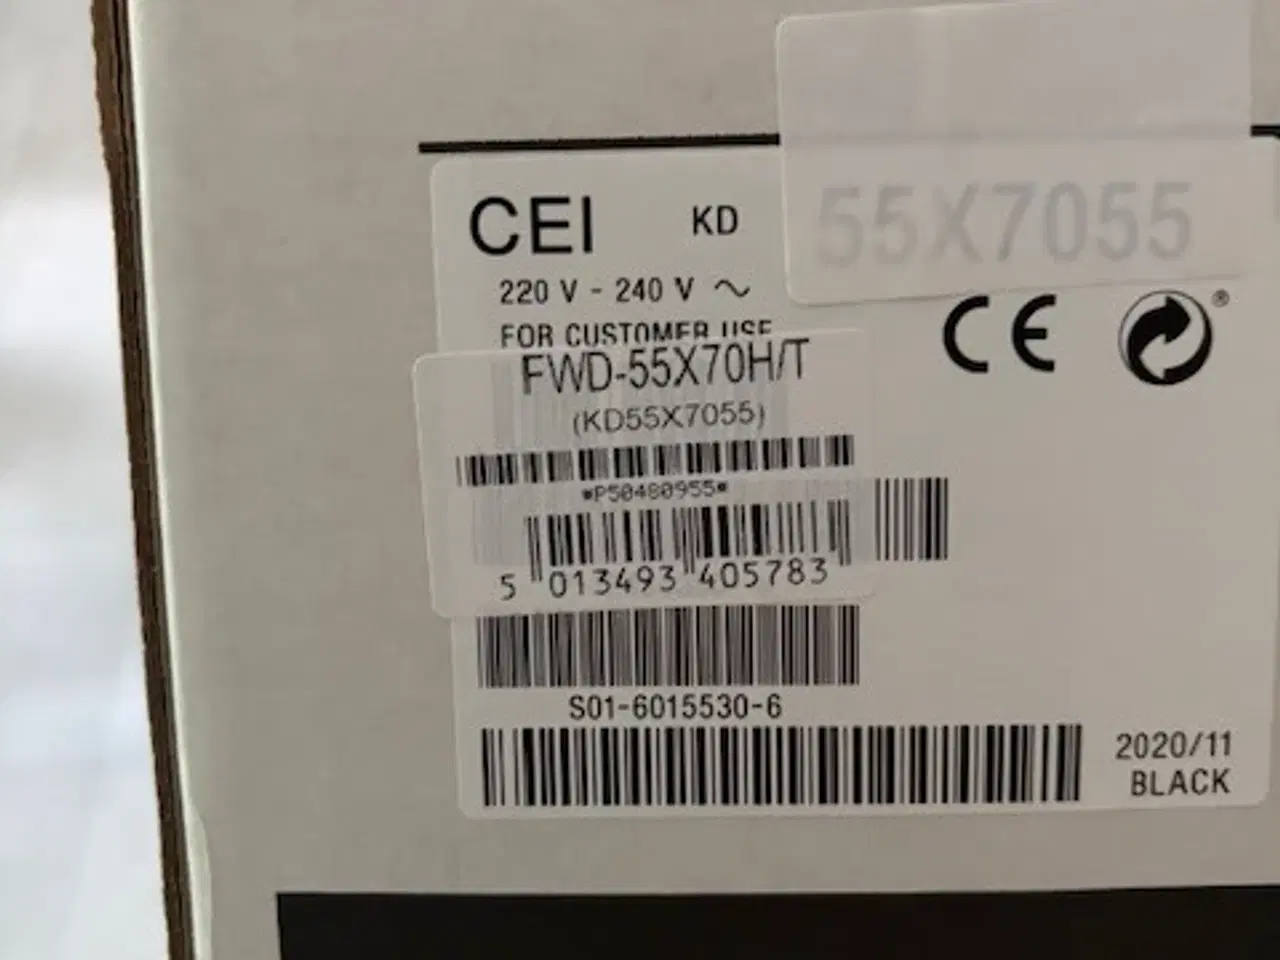 CEI KD 55X7055
220 V - 240 V ~
FOR CUSTOMER USE
CE ®
FWD-55X70H/T
(KD55X7055)
*P50480955*
5 013493 405783
S01-6015530-6
2020/11
BLACK